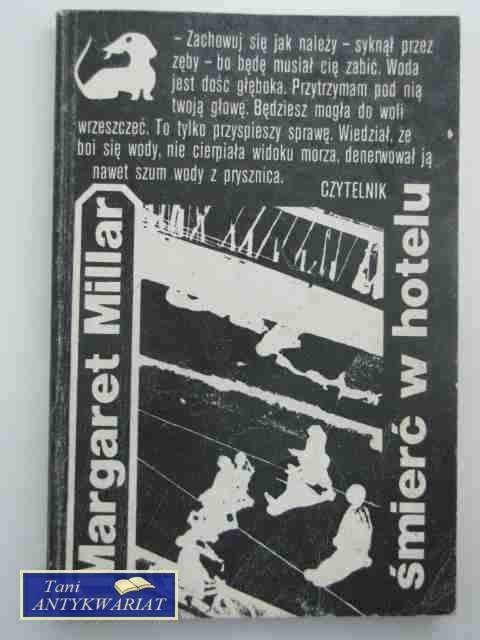 - Zachowuj się jak należy - syknął przez
zęby - bo będę musiał cię zabić. Woda
jest dość głęboka. Przytrzymam pod nią
twoją głowę. Będziesz mogła do woli
wrzeszczeć. To tylko przyspieszy sprawę. Wiedział, że
boi się wody, nie cierpiała widoku morza, denerwował ją
nawet szum wody z prysznica.
CZYTELNIK
Margaret Millar
śmierć w hotelu
Tani
ANTYKWARIAT